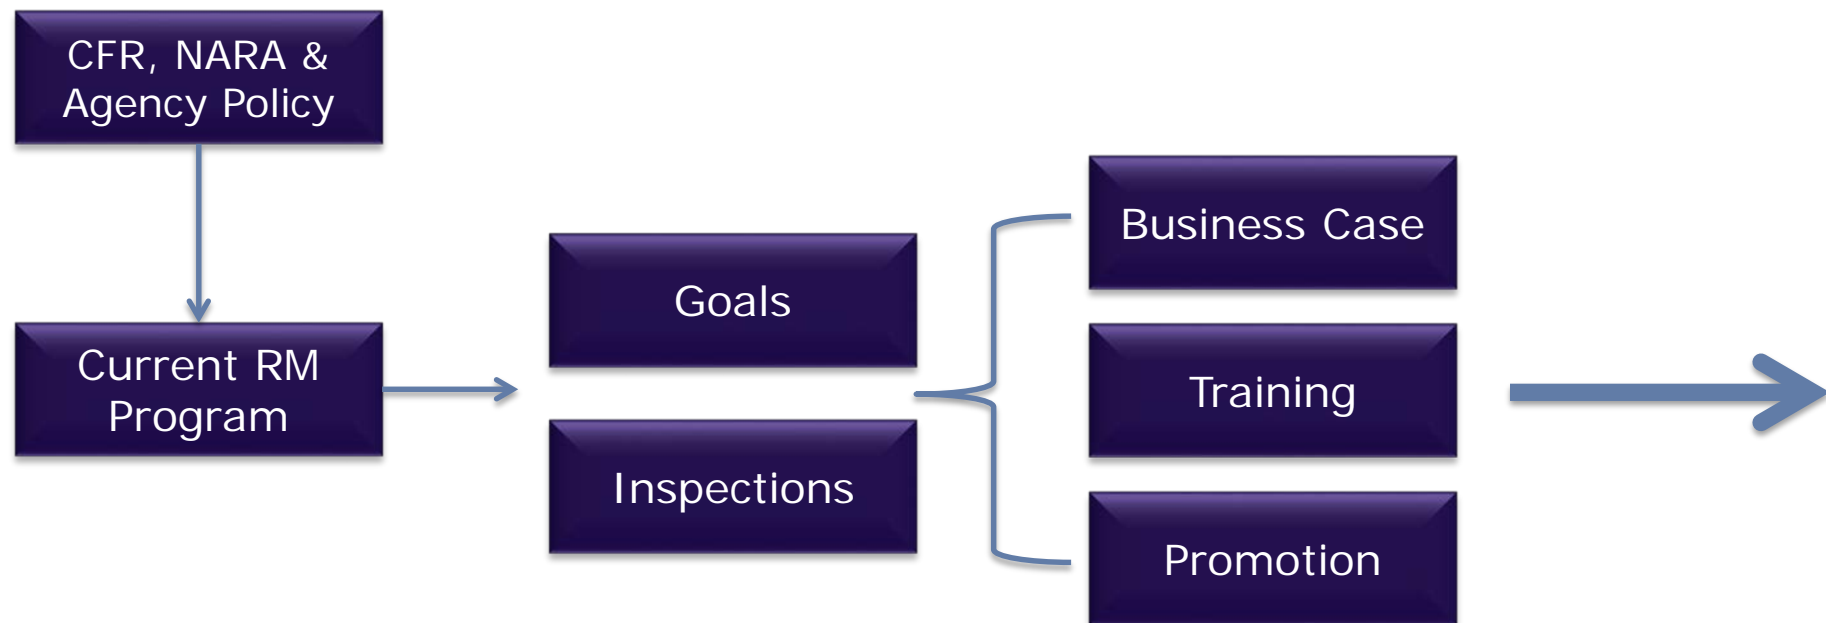 CFR, NARA &
Agency Policy
Current RM
Program
Goals
Inspections
Business Case
Training
Promotion